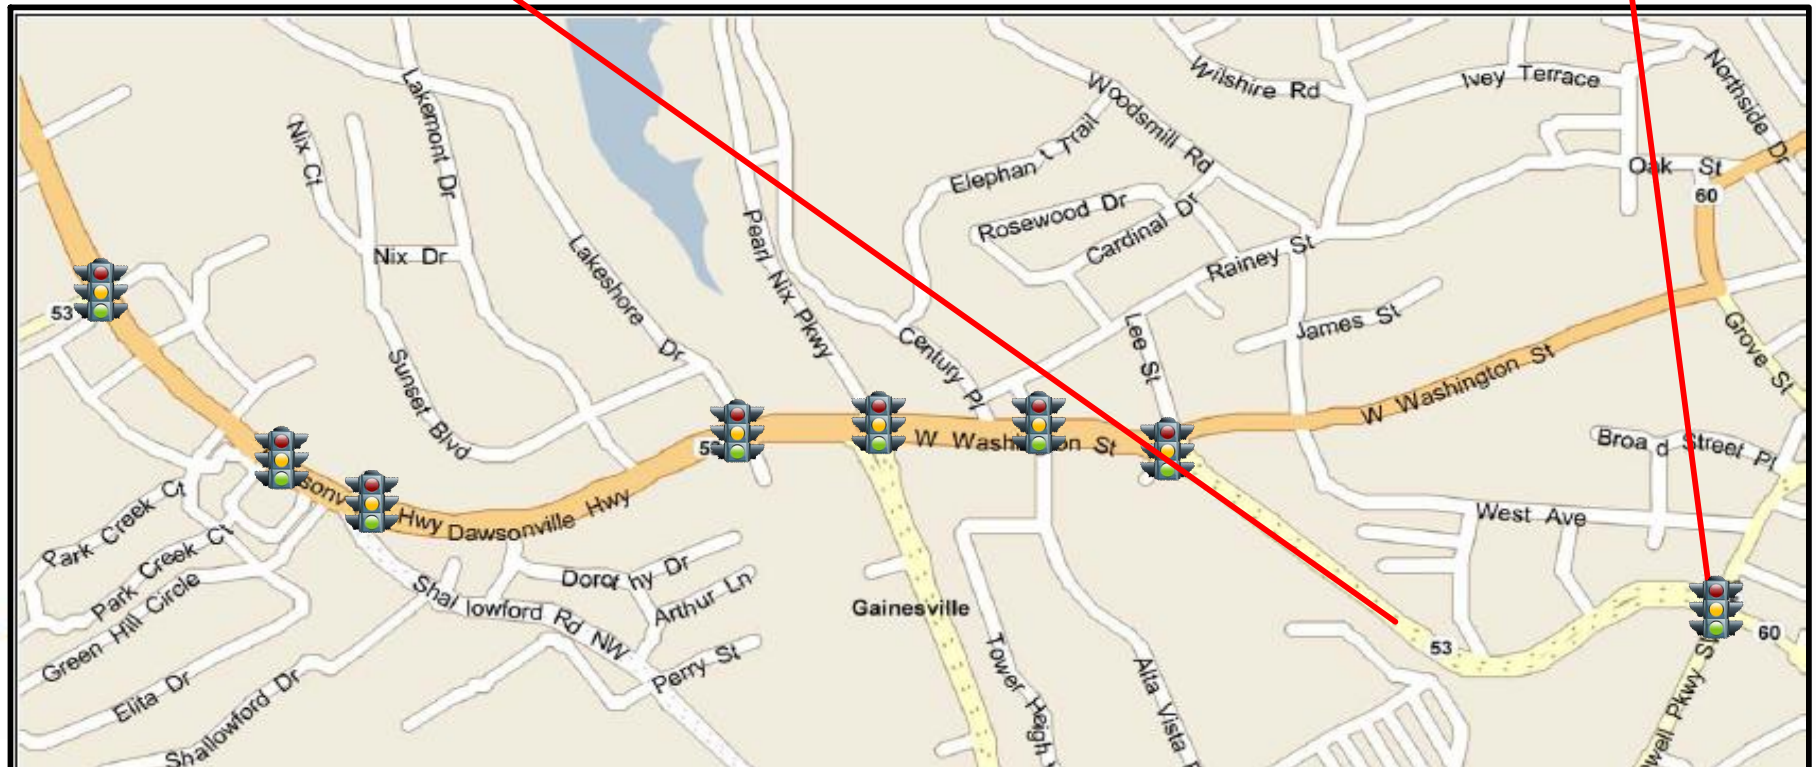 Lakemont Dr
Nix Ct
Wilshire Rd
Woodsmill Rd
Ivey Terrace
Northside Dr
Elephan t Trail
Oak St
60
Rosewood Dr
Cardinal Dr
Nix Dr
Lakeshore Dr
Pearl Nix Pkwy
Rainey St
53
Century Pl
Lee St
James St
Grove St
Sunset Blvd
W Washington St
W Wash on St
Broa d Street Pl
Hwy Dawsonville Hwy
West Ave
Park Creek Ct
Park Creek Ct
Green Hill Circle
Shal lowford Rd NW
Dorot hy Dr
Arthur Ln
Gainesville
Perry St
53
60
Elita Dr
Shallowford Dr
Tower Heigh
Alta Vista
Pkwy